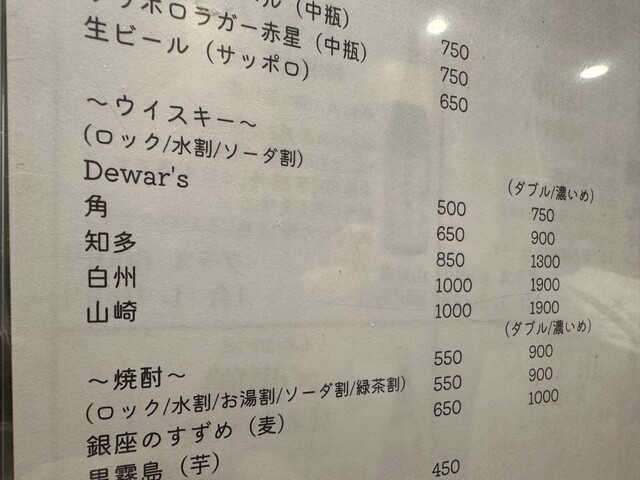 ル（中瓶） 750
サッポロラガー赤星（中瓶） 750
生ビール（サッポロ） 650
～ウイスキー～
(ロック/水割/ソーダ割) (ダブル/濃いめ)
Dewar's 500 750
角 650 900
知多 850 1300
白州 1000 1900
山崎 1000 1900
～焼酎～
(ロック/水割/お湯割/ソーダ割/緑茶割) (ダブル/濃いめ)
銀座のすずめ（麦） 550 900
黒霧島（芋） 550 900
650 1000
450